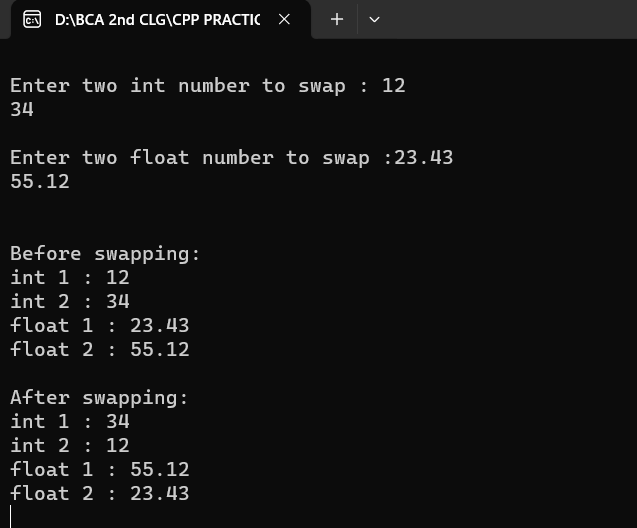 D:\BCA 2nd CLG\CPP PRACTIC
Enter two int number to swap : 12
34
Enter two float number to swap :23.43
55.12
Before swapping:
int 1 : 12
int 2 : 34
float 1 : 23.43
float 2 : 55.12
After swapping:
int 1 : 34
int 2 : 12
float 1 : 55.12
float 2 : 23.43